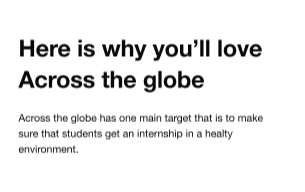 Here is why you’ll love
Across the globe
Across the globe has one main target that is to make
sure that students get an internship in a healty
environment.